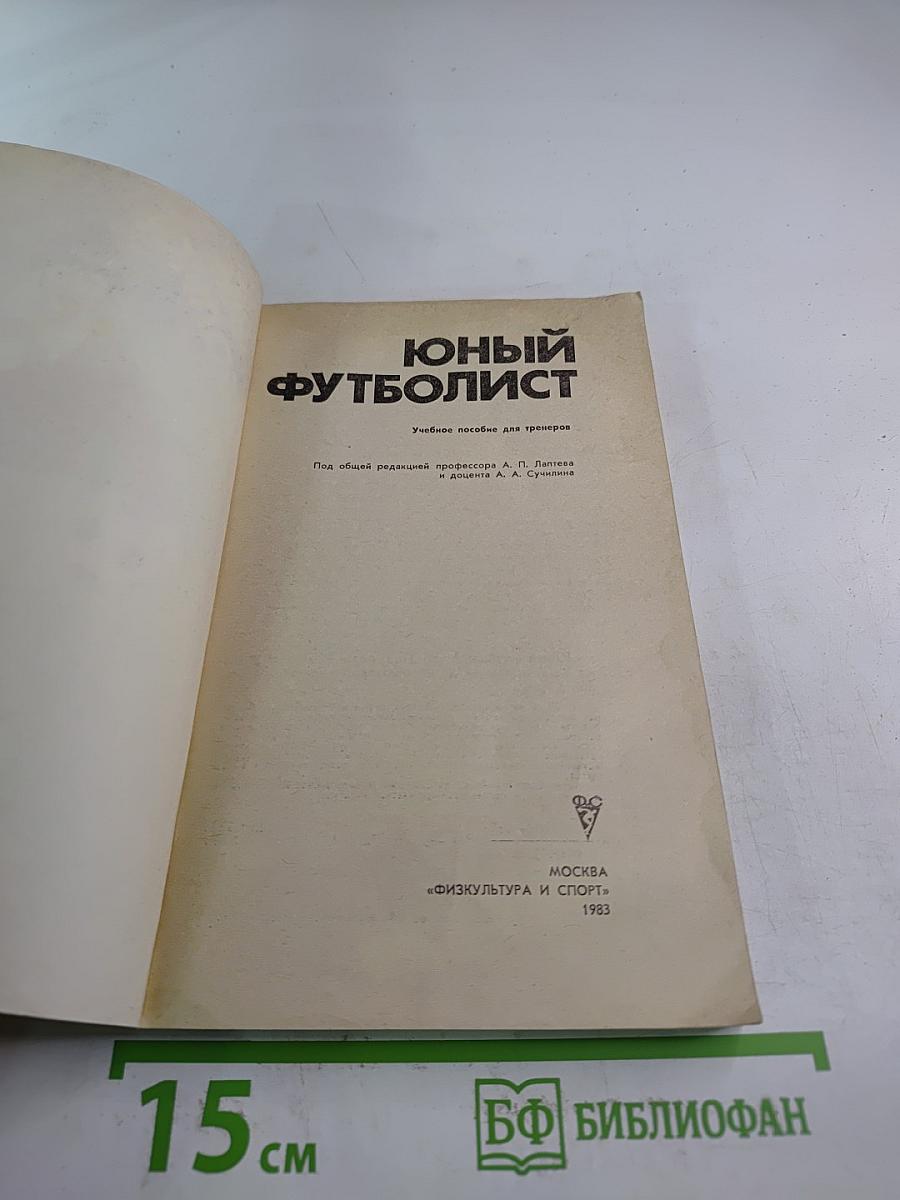 ЮНЫЙ
ФУТБОЛИСТ
Учебное пособие для тренеров
Под общей редакцией профессора А. П. Лаптева
и доцента А. А. Сучилина
ФиС
МОСКВА
«ФИЗКУЛЬТУРА И СПОРТ»
1983
15 см
БФ БИБЛИОФАН